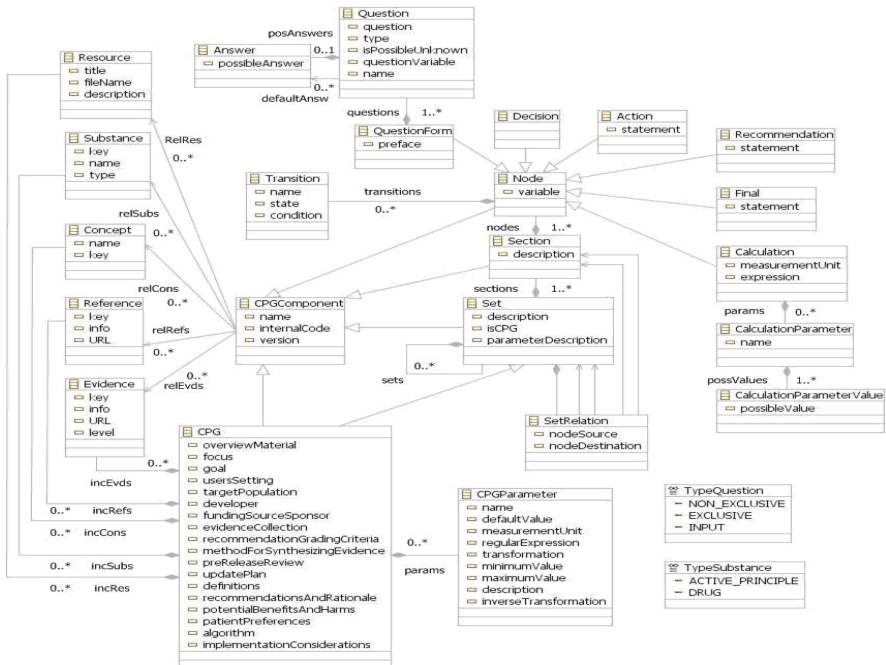 Question
question
type
isPossibleUnknown
questionVariable
name
posAnswers
0..1
Answer
possibleAnswer
0..*
defaultAnsw
questions
1..*
QuestionForm
preface
Decision
Action
statement
Recommendation
statement
Resource
title
fileName
description
RelRes
0..*
Substance
key
name
type
relSubs
0..*
Transition
name
state
condition
transitions
0..*
Node
variable
Final
statement
nodes
1..*
Section
description
Calculation
measurementUnit
expression
Concept
name
key
relCons
0..*
sections
1..*
params
0..*
Reference
key
info
URL
relRefs
0..*
CPGComponent
name
internalCode
version
Set
description
isCPG
parameterDescription
CalculationParameter
name
0..*
sets
possValues
1..*
CalculationParameterValue
possibleValue
Evidence
key
info
URL
level
0..*
relEvds
SetRelation
nodeSource
nodeDestination
CPG
overviewMaterial
focus
goal
usersSetting
targetPopulation
developer
fundingSourceSponsor
evidenceCollection
recommendationGradingCriteria
methodForSynthesizingEvidence
preReleaseReview
updatePlan
definitions
recommendationsAndRationale
potentialBenefitsAndHarms
patientPreferences
algorithm
implementationConsiderations
0..*
incEvds
0..*
incRefs
0..*
incCons
0..*
incSubs
0..*
incRes
0..*
params
CPGParameter
name
defaultValue
measurementUnit
regularExpression
transformation
minimumValue
maximumValue
description
inverseTransformation
TypeQuestion
NON_EXCLUSIVE
EXCLUSIVE
INPUT
TypeSubstance
ACTIVE_PRINCIPLE
DRUG